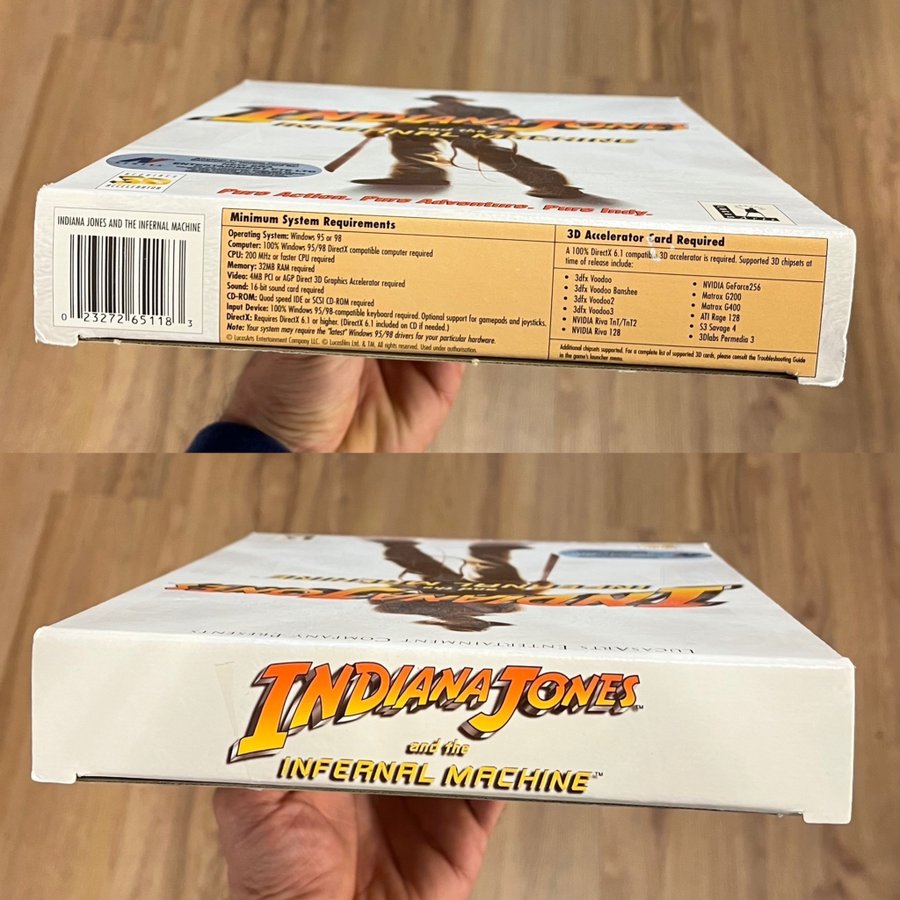 INDIANA JONES
and the
INFERNAL MACHINE
Pure Action. Pure Adventure. Pure Indy.
INDIANA JONES AND THE INFERNAL MACHINE
0 23272 65118 3
Minimum System Requirements
Operating System: Windows 95 or 98
Computer: 100% Windows 95/98 DirectX compatible computer required
CPU: 200 MHz or faster CPU required
Memory: 32MB RAM required
Video: 4MB PCI or AGP Direct 3D Graphics Accelerator required
Sound: 16-bit sound card required
CD-ROM: Quad speed IDE or SCSI CD-ROM required
Input Device: 100% Windows 95/98-compatible keyboard required. Optional support for gamepads and joysticks.
DirectX: Requires DirectX 6.1 or higher. (DirectX 6.1 included on CD if needed.)
Note: Your system may require the "latest" Windows 95/98 drivers for your particular hardware.
© LucasArts Entertainment Company LLC. © Lucasfilm Ltd. & TM. All rights reserved. Used under authorization.
3D Accelerator Card Required
A 100% DirectX 6.1 compatible 3D accelerator is required. Supported 3D chipsets at
time of release include:
• 3dfx Voodoo
• 3dfx Voodoo Banshee
• 3dfx Voodoo2
• 3dfx Voodoo3
• NVIDIA Riva TnT/TnT2
• NVIDIA Riva 128
• NVIDIA GeForce256
• Matrox G200
• Matrox G400
• ATI Rage 128
• S3 Savage 4
• 3Dlabs Permedia 3
Additional chipsets supported. For a complete list of supported 3D cards, please consult the Troubleshooting Guide
in the game's launcher menu.
INFERNAL MACHINE
INDIANA JONES
LUCASARTS ENTERTAINMENT COMPANY PRESENTS
INDIANA JONES™
and the
INFERNAL MACHINE™